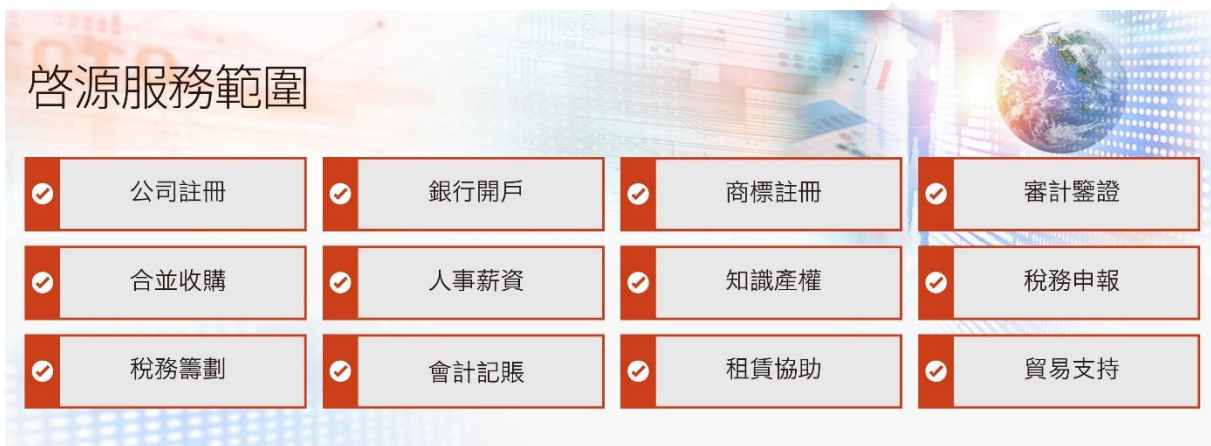 啓源服務範圍
公司註冊
銀行開戶
商標註冊
審計鑒證
合並收購
人事薪資
知識產權
稅務申報
稅務籌劃
會計記賬
租賃協助
貿易支持